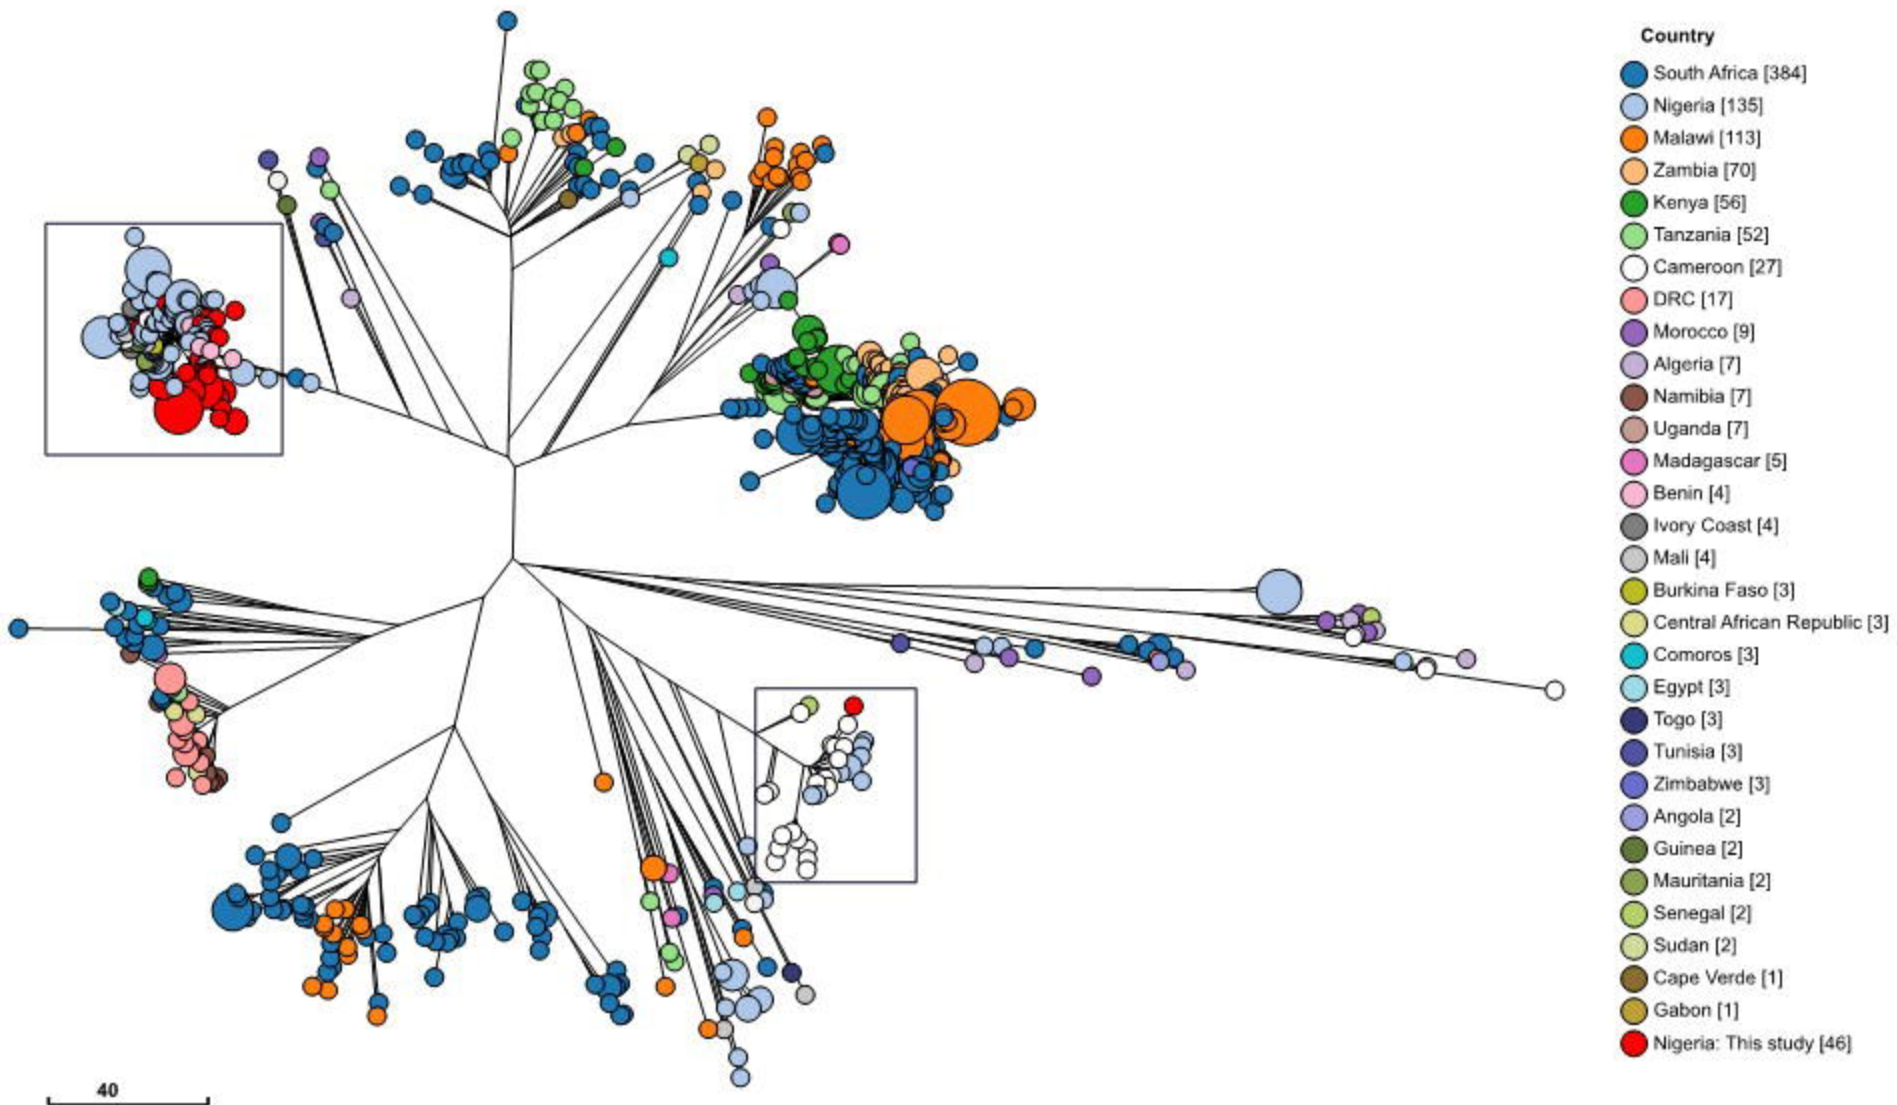 Country
South Africa [384]
Nigeria [135]
Malawi [113]
Zambia [70]
Kenya [56]
Tanzania [52]
Cameroon [27]
DRC [17]
Morocco [9]
Algeria [7]
Namibia [7]
Uganda [7]
Madagascar [5]
Benin [4]
Ivory Coast [4]
Mali [4]
Burkina Faso [3]
Central African Republic [3]
Comoros [3]
Egypt [3]
Togo [3]
Tunisia [3]
Zimbabwe [3]
Angola [2]
Guinea [2]
Mauritania [2]
Senegal [2]
Sudan [2]
Cape Verde [1]
Gabon [1]
Nigeria: This study [46]
40